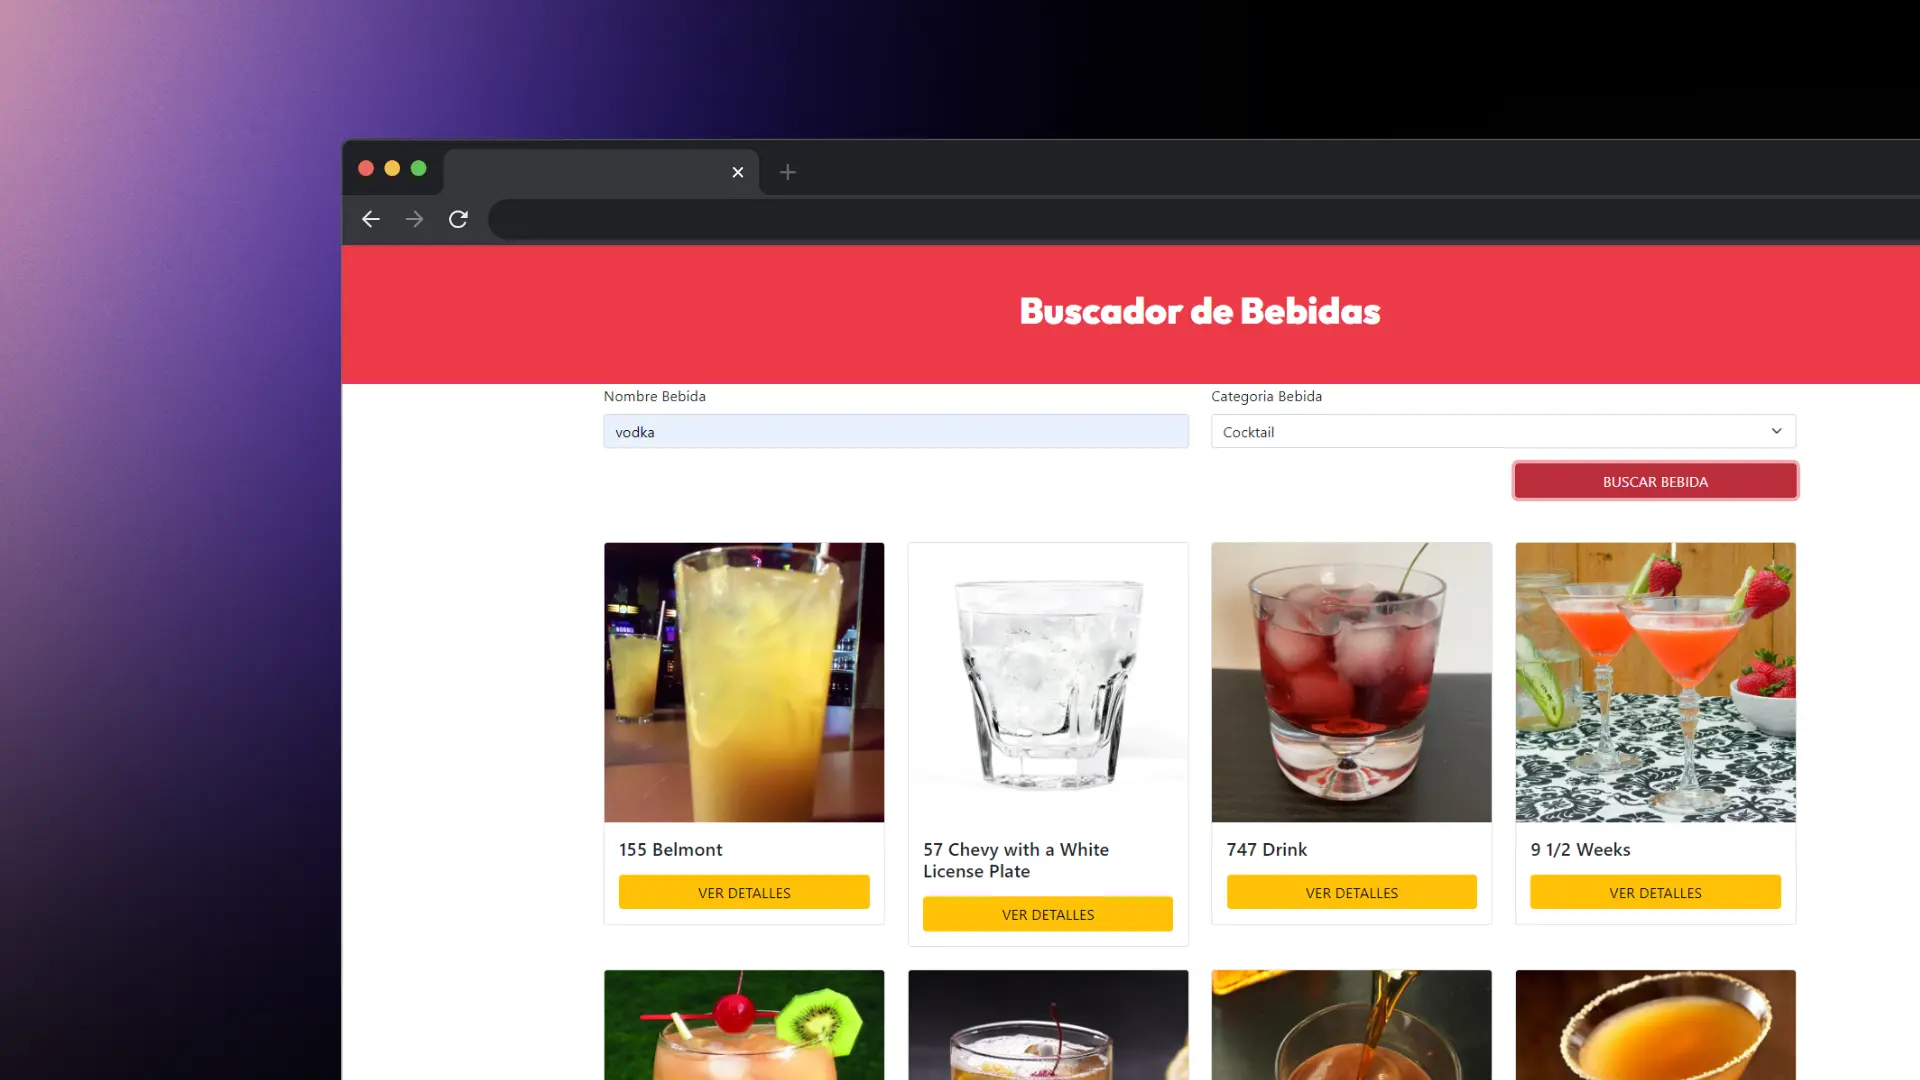 Buscador de Bebidas
Nombre Bebida
Categoria Bebida
vodka
Cocktail
BUSCAR BEBIDA
155 Belmont
57 Chevy with a White
License Plate
747 Drink
9 1/2 Weeks
VER DETALLES
VER DETALLES
VER DETALLES
VER DETALLES